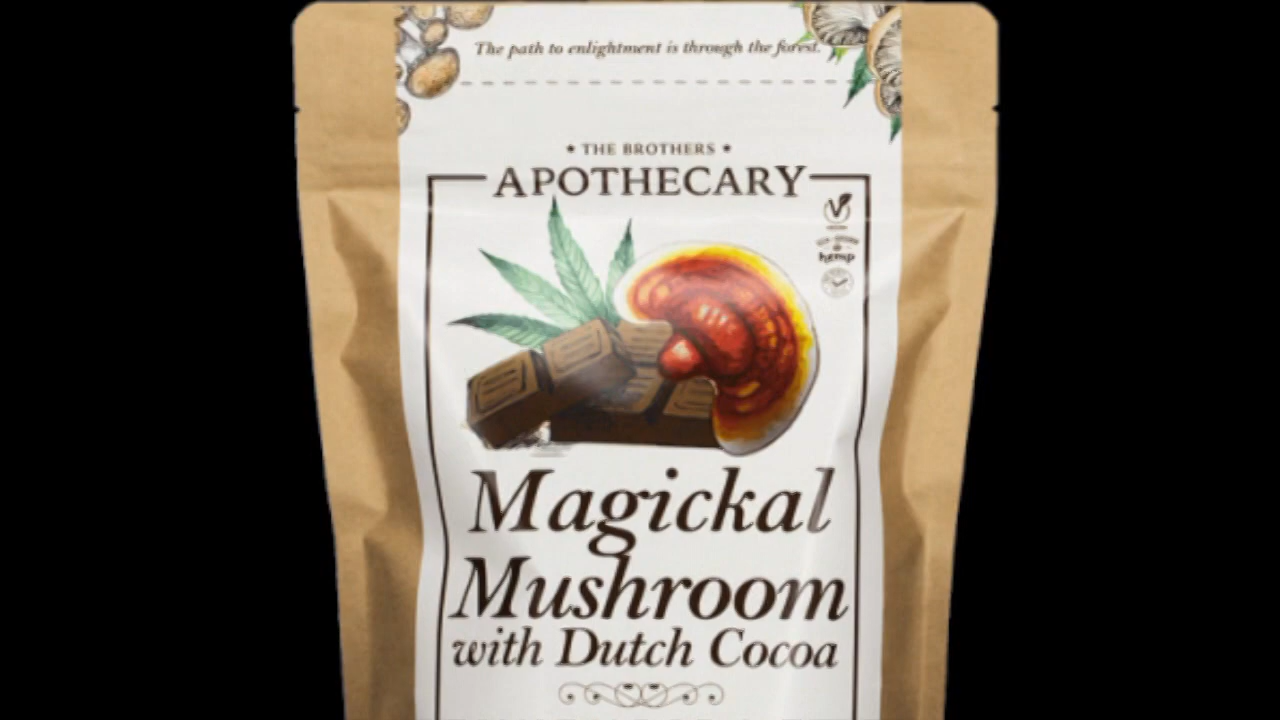 The path to enlightment is through the forest.
• THE BROTHERS •
APOTHECARY
hemp
Magickal
Mushroom
with Dutch Cocoa